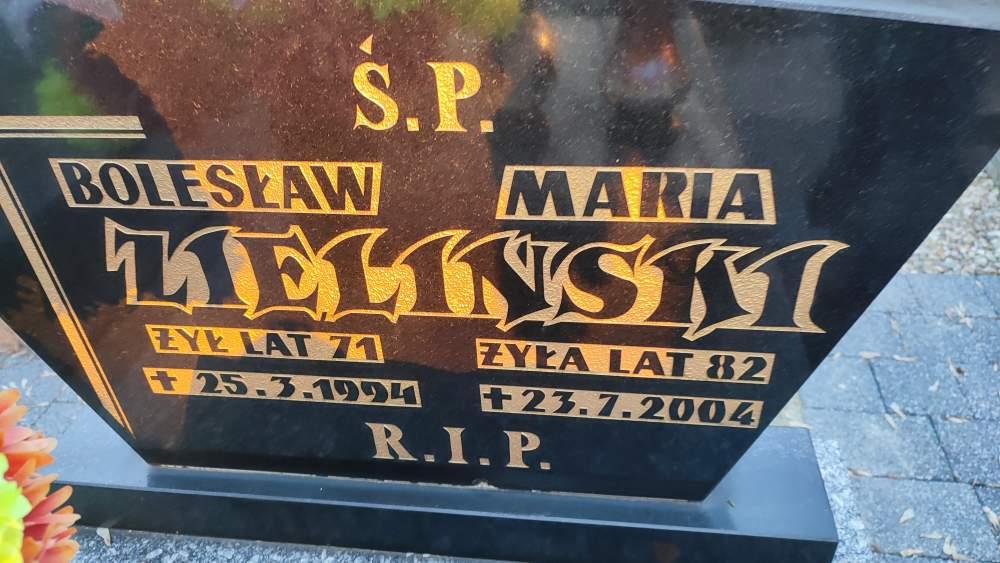 Ś.P.
BOLESŁAW MARIA
ZIELINSKI
ŻYŁ LAT 71 ŻYŁA LAT 82
+ 25.3.1994 + 23.7.2004
R.I.P.